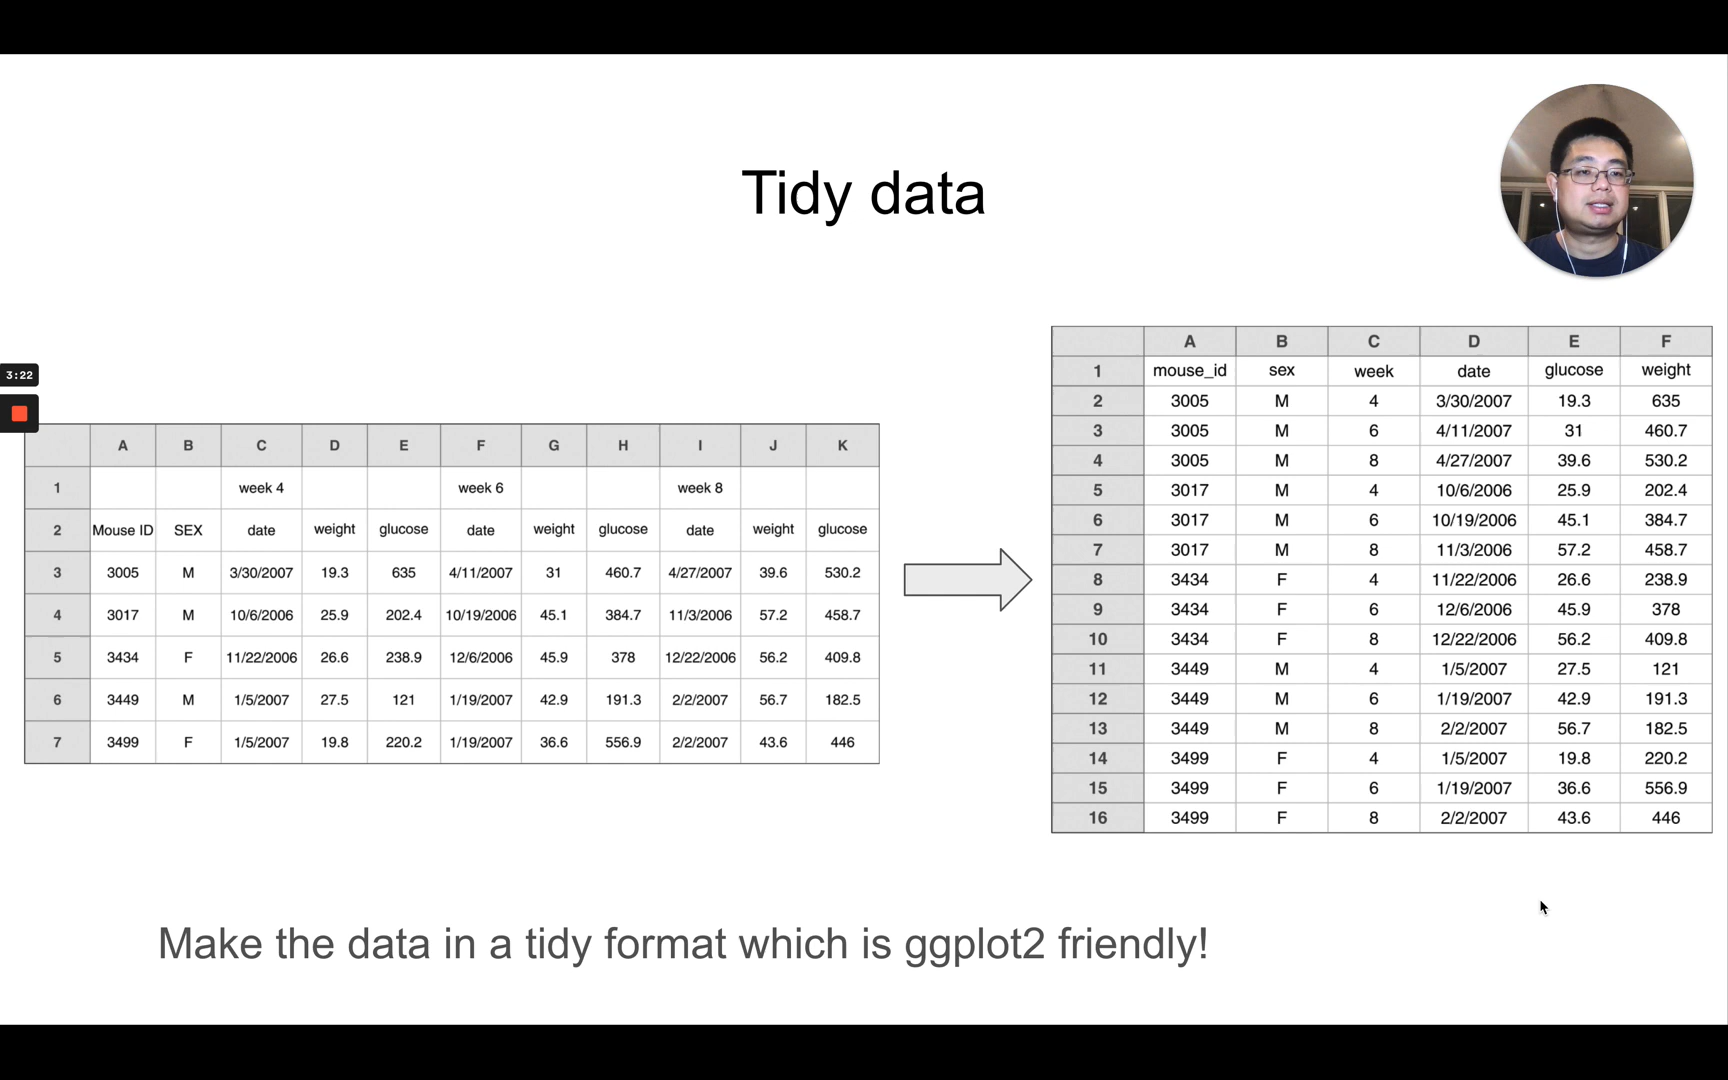 Tidy data
3:22
A B C D E F G H I J K
1 week 4 week 6 week 8
2 Mouse ID SEX date weight glucose date weight glucose date weight glucose
3 3005 M 3/30/2007 19.3 635 4/11/2007 31 460.7 4/27/2007 39.6 530.2
4 3017 M 10/6/2006 25.9 202.4 10/19/2006 45.1 384.7 11/3/2006 57.2 458.7
5 3434 F 11/22/2006 26.6 238.9 12/6/2006 45.9 378 12/22/2006 56.2 409.8
6 3449 M 1/5/2007 27.5 121 1/19/2007 42.9 191.3 2/2/2007 56.7 182.5
7 3499 F 1/5/2007 19.8 220.2 1/19/2007 36.6 556.9 2/2/2007 43.6 446
A B C D E F
1 mouse_id sex week date glucose weight
2 3005 M 4 3/30/2007 19.3 635
3 3005 M 6 4/11/2007 31 460.7
4 3005 M 8 4/27/2007 39.6 530.2
5 3017 M 4 10/6/2006 25.9 202.4
6 3017 M 6 10/19/2006 45.1 384.7
7 3017 M 8 11/3/2006 57.2 458.7
8 3434 F 4 11/22/2006 26.6 238.9
9 3434 F 6 12/6/2006 45.9 378
10 3434 F 8 12/22/2006 56.2 409.8
11 3449 M 4 1/5/2007 27.5 121
12 3449 M 6 1/19/2007 42.9 191.3
13 3449 M 8 2/2/2007 56.7 182.5
14 3499 F 4 1/5/2007 19.8 220.2
15 3499 F 6 1/19/2007 36.6 556.9
16 3499 F 8 2/2/2007 43.6 446
Make the data in a tidy format which is ggplot2 friendly!